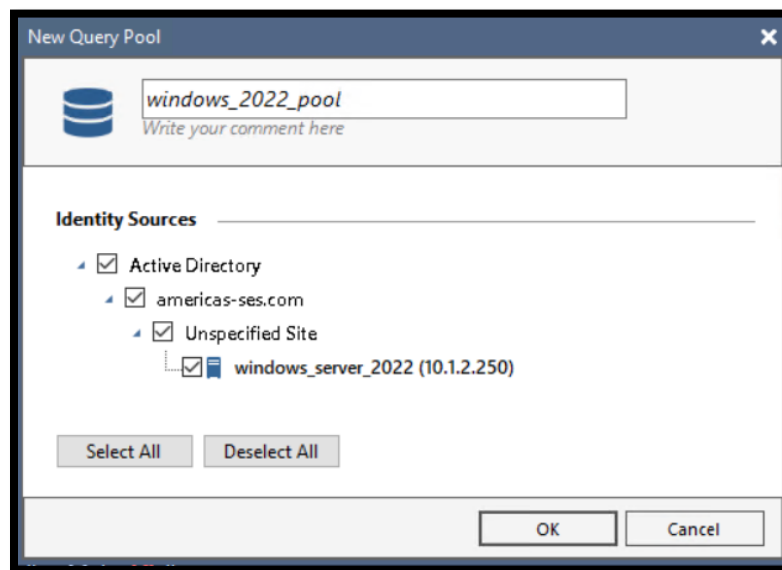 New Query Pool
windows_2022_pool
Write your comment here
Identity Sources
Active Directory
americas-ses.com
Unspecified Site
windows_server_2022 (10.1.2.250)
Select All Deselect All
OK Cancel